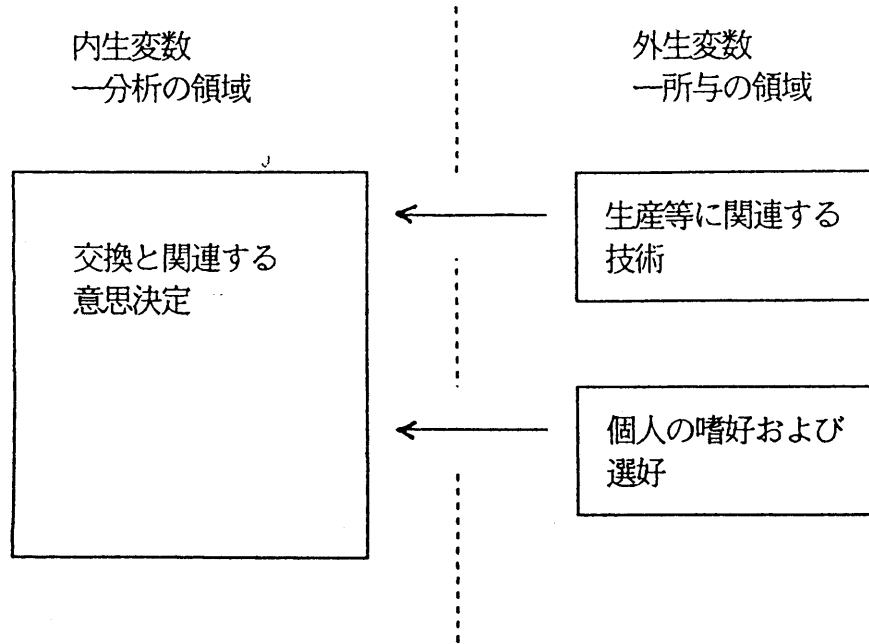 内生変数
―分析の領域
外生変数
―所与の領域
交換と関連する
意思決定
生産等に関連する
技術
個人の嗜好および
選好